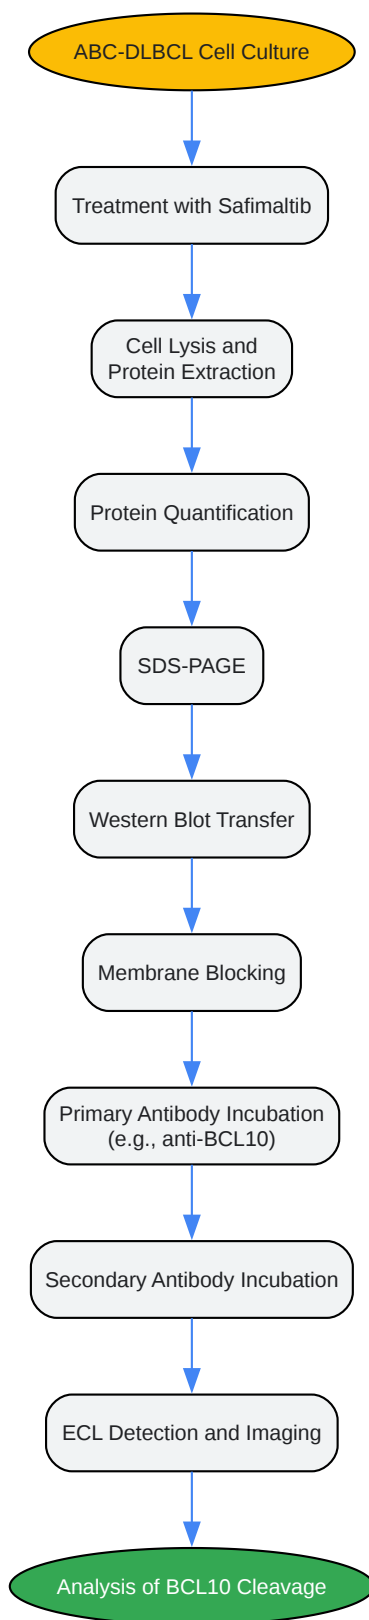 ABC-DLBCL Cell Culture
Treatment with Safimaltib
Cell Lysis and
Protein Extraction
Protein Quantification
SDS-PAGE
Western Blot Transfer
Membrane Blocking
Primary Antibody Incubation
(e.g., anti-BCL10)
Secondary Antibody Incubation
ECL Detection and Imaging
Analysis of BCL10 Cleavage